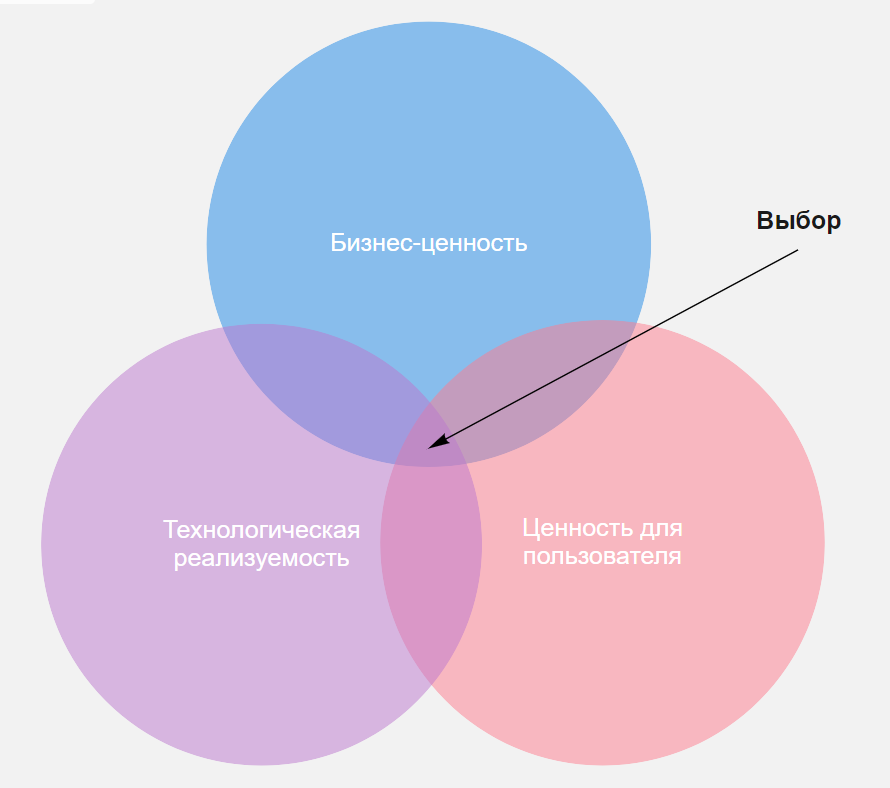 Бизнес-ценность
Выбор
Технологическая
реализуемость
Ценность для
пользователя